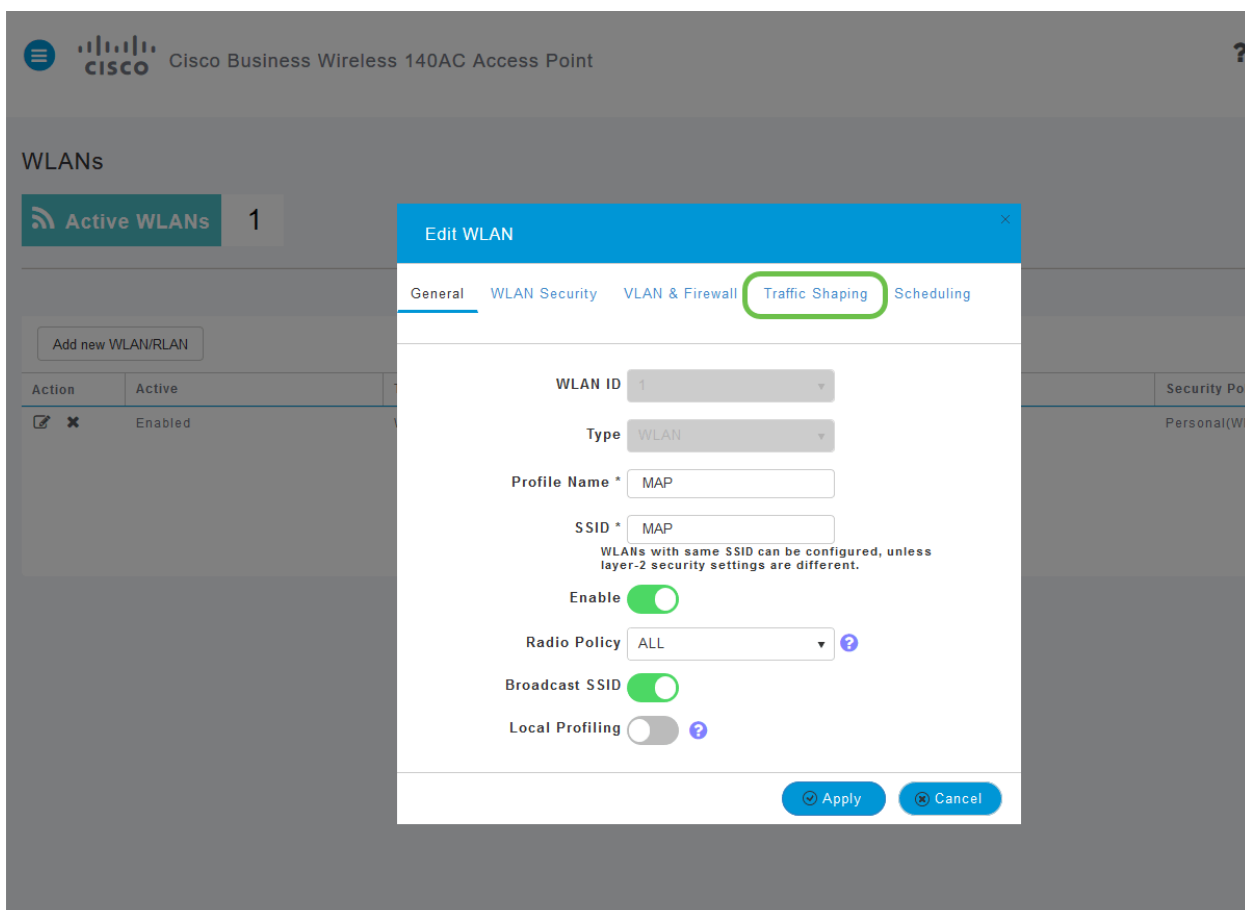 CISCO Cisco Business Wireless 140AC Access Point ?
WLANs
Active WLANs 1
Edit WLAN ×
General WLAN Security VLAN & Firewall Traffic Shaping Scheduling
Add new WLAN/RLAN
Action Active Security Po
Enabled Personal(W
WLAN ID 1
Type WLAN
Profile Name * MAP
SSID * MAP
WLANs with same SSID can be configured, unless
layer-2 security settings are different.
Enable
Radio Policy ALL ?
Broadcast SSID
Local Profiling ?
Apply Cancel